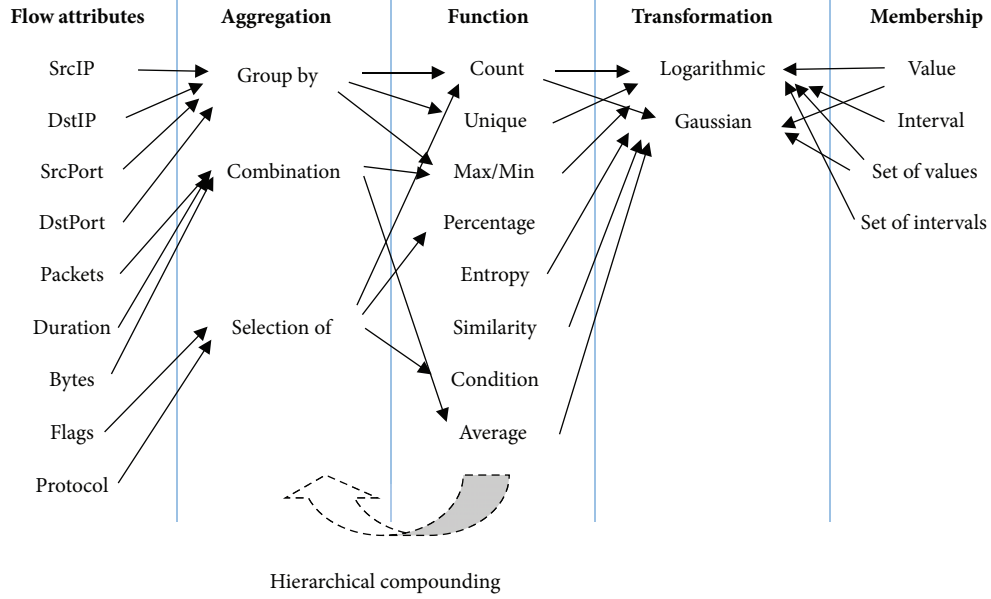 Flow attributes
Aggregation
Function
Transformation
Membership
SrcIP
DstIP
SrcPort
DstPort
Packets
Duration
Bytes
Flags
Protocol
Group by
Combination
Selection of
Count
Unique
Max/Min
Percentage
Entropy
Similarity
Condition
Average
Logarithmic
Gaussian
Value
Interval
Set of values
Set of intervals
Hierarchical compounding